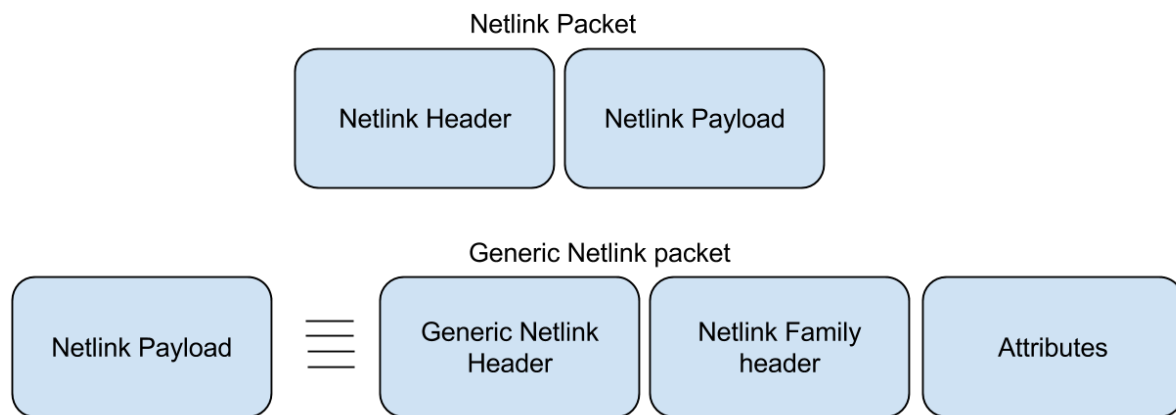 Netlink Packet
Netlink Header
Netlink Payload
Generic Netlink packet
Netlink Payload
Generic Netlink
Header
Netlink Family
header
Attributes